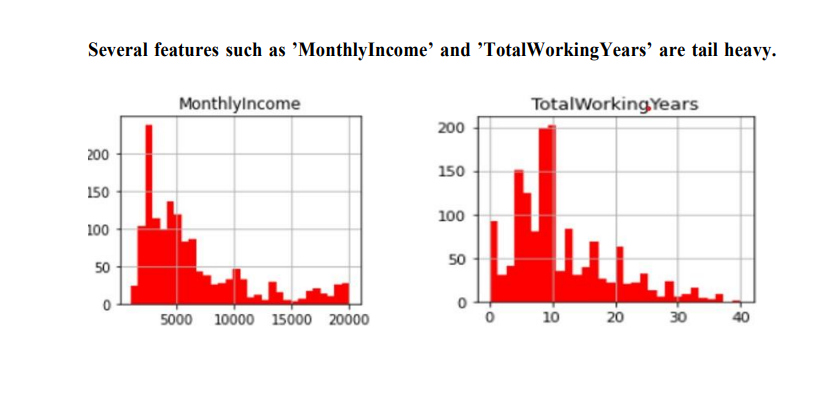 Several features such as ’MonthlyIncome’ and ’TotalWorkingYears’ are tail heavy.
MonthlyIncome
200
150
100
50
0
5000 10000 15000 20000
TotalWorkingYears
200
150
100
50
0
0 10 20 30 40